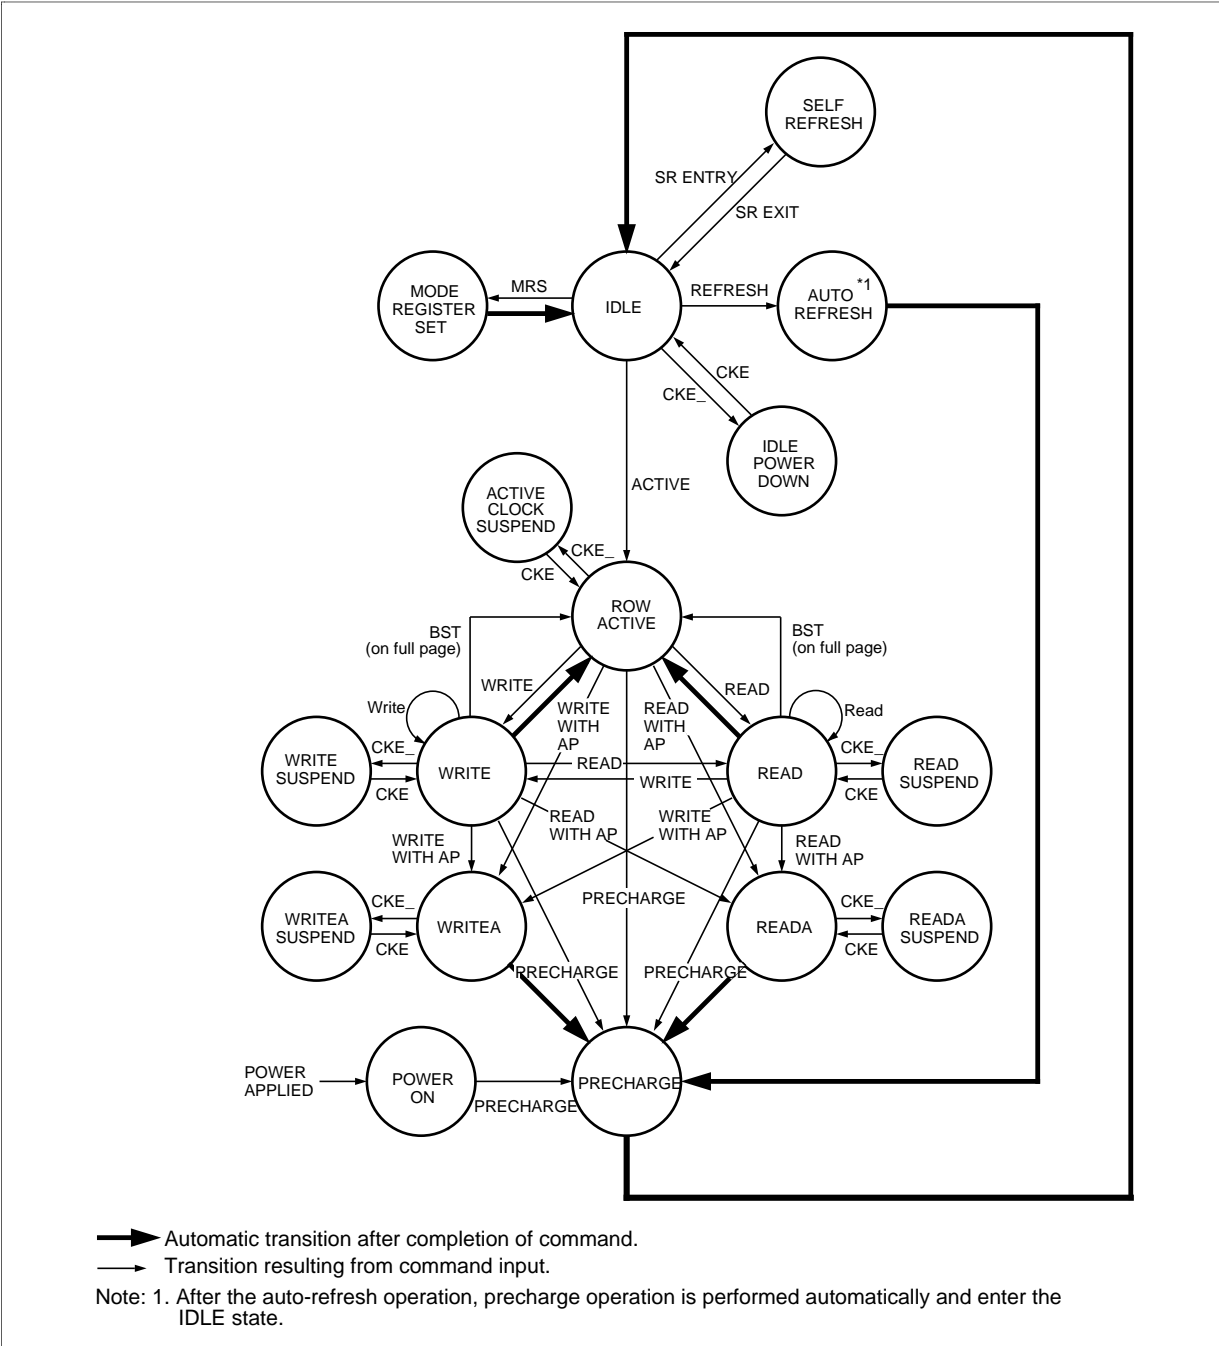 SELF
REFRESH
SR ENTRY
SR EXIT
MODE
REGISTER
SET
MRS
IDLE
REFRESH
AUTO *1
REFRESH
CKE
CKE_
IDLE
POWER
DOWN
ACTIVE
ACTIVE
CLOCK
SUSPEND
CKE_
CKE
ROW
ACTIVE
BST
(on full page)
BST
(on full page)
WRITE
READ
WRITE
WITH
AP
READ
WITH
AP
Write
Read
WRITE
SUSPEND
CKE_
CKE
WRITE
READ
WRITE
READ
CKE_
CKE
READ
SUSPEND
WRITE
WITH AP
READ
WITH AP
WRITE
WITH AP
READ
WITH AP
WRITEA
SUSPEND
CKE_
CKE
WRITEA
PRECHARGE
READA
CKE_
CKE
READA
SUSPEND
PRECHARGE
PRECHARGE
POWER
APPLIED
POWER
ON
PRECHARGE
PRECHARGE
Automatic transition after completion of command.
Transition resulting from command input.
Note: 1. After the auto-refresh operation, precharge operation is performed automatically and enter the
IDLE state.